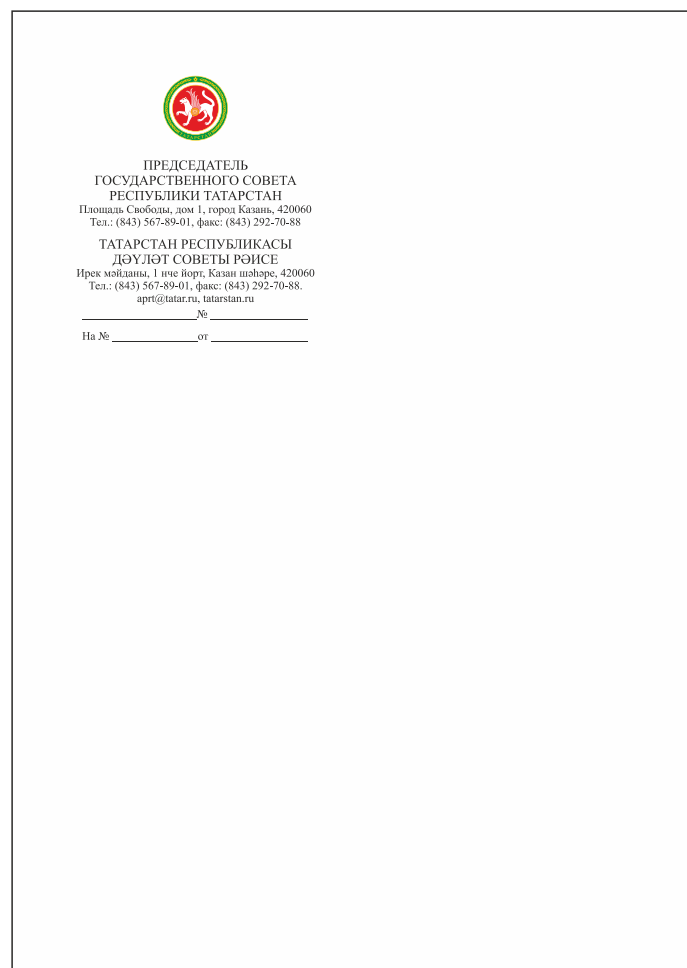 ТАТАРСТАН
ПРЕДСЕДАТЕЛЬ
ГОСУДАРСТВЕННОГО СОВЕТА
РЕСПУБЛИКИ ТАТАРСТАН
Площадь Свободы, дом 1, город Казань, 420060
Тел.: (843) 567-89-01, факс: (843) 292-70-88
ТАТАРСТАН РЕСПУБЛИКАСЫ
ДӘҮЛӘТ СОВЕТЫ РӘИСЕ
Ирек мәйданы, 1 нче йорт, Казан шәһәре, 420060
Тел.: (843) 567-89-01, факс: (843) 292-70-88.
aprt@tatar.ru, tatarstan.ru
№
На № от